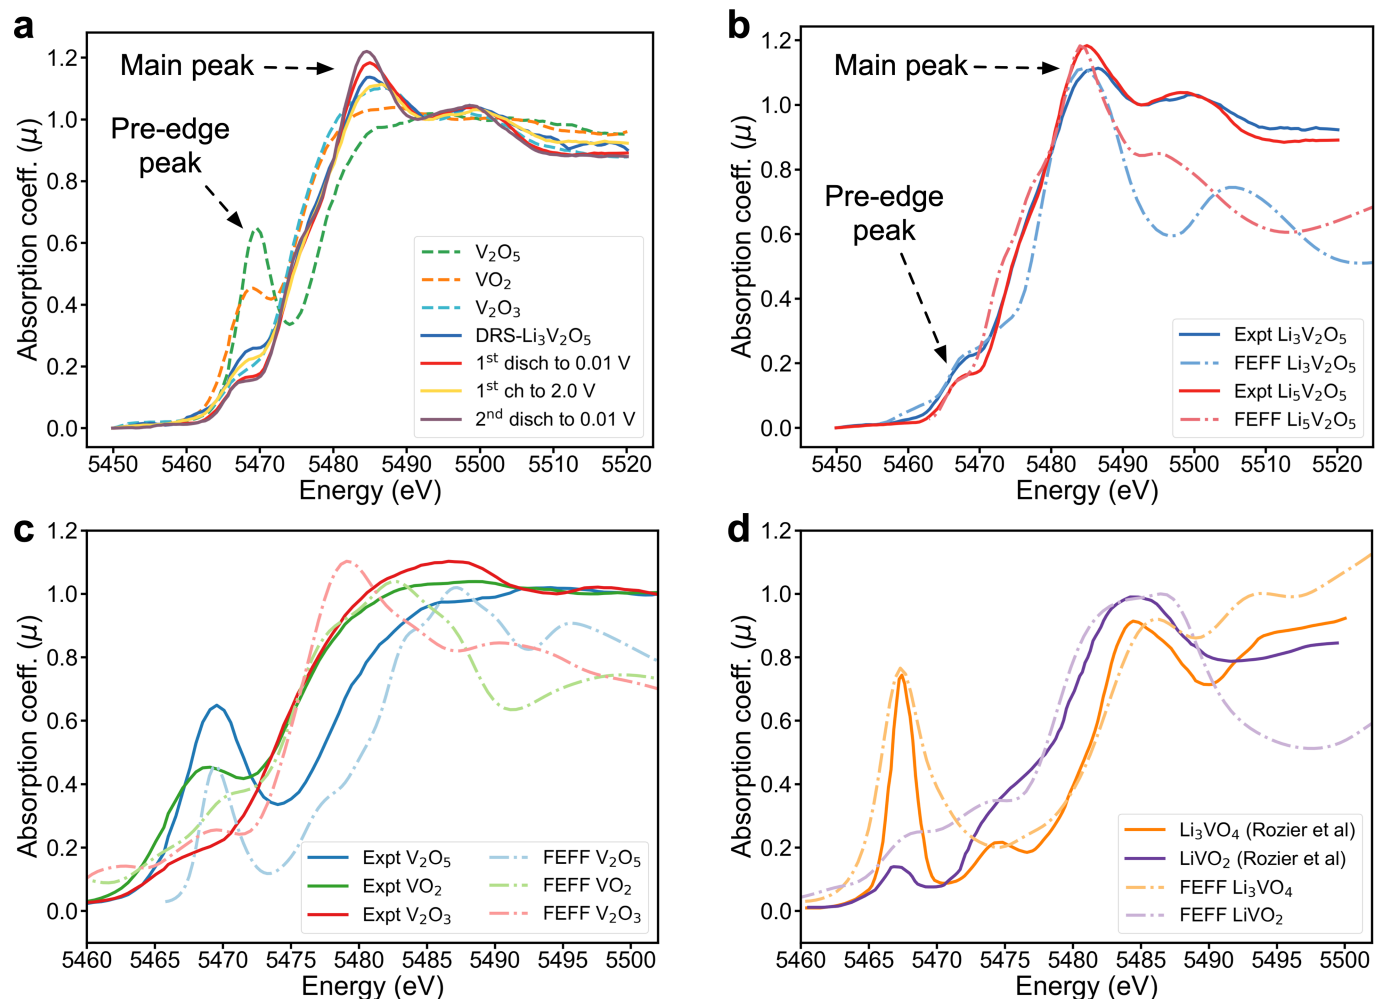 a
Main peak
Pre-edge
peak
Absorption coeff. (μ)
1.2
1.0
0.8
0.6
0.4
0.2
0.0
V₂O₅
VO₂
V₂O₃
DRS-Li₃V₂O₅
1ˢᵗ disch to 0.01 V
1ˢᵗ ch to 2.0 V
2ⁿᵈ disch to 0.01 V
5450 5460 5470 5480 5490 5500 5510 5520
Energy (eV)
b
Main peak
Pre-edge
peak
Absorption coeff. (μ)
1.2
1.0
0.8
0.6
0.4
0.2
0.0
Expt Li₃V₂O₅
FEFF Li₃V₂O₅
Expt Li₅V₂O₅
FEFF Li₅V₂O₅
5450 5460 5470 5480 5490 5500 5510 5520
Energy (eV)
c
Absorption coeff. (μ)
1.2
1.0
0.8
0.6
0.4
0.2
0.0
Expt V₂O₅ FEFF V₂O₅
Expt VO₂ FEFF VO₂
Expt V₂O₃ FEFF V₂O₃
5460 5465 5470 5475 5480 5485 5490 5495 5500
Energy (eV)
d
Absorption coeff. (μ)
1.2
1.0
0.8
0.6
0.4
0.2
0.0
Li₃VO₄ (Rozier et al)
LiVO₂ (Rozier et al)
FEFF Li₃VO₄
FEFF LiVO₂
5460 5465 5470 5475 5480 5485 5490 5495 5500
Energy (eV)